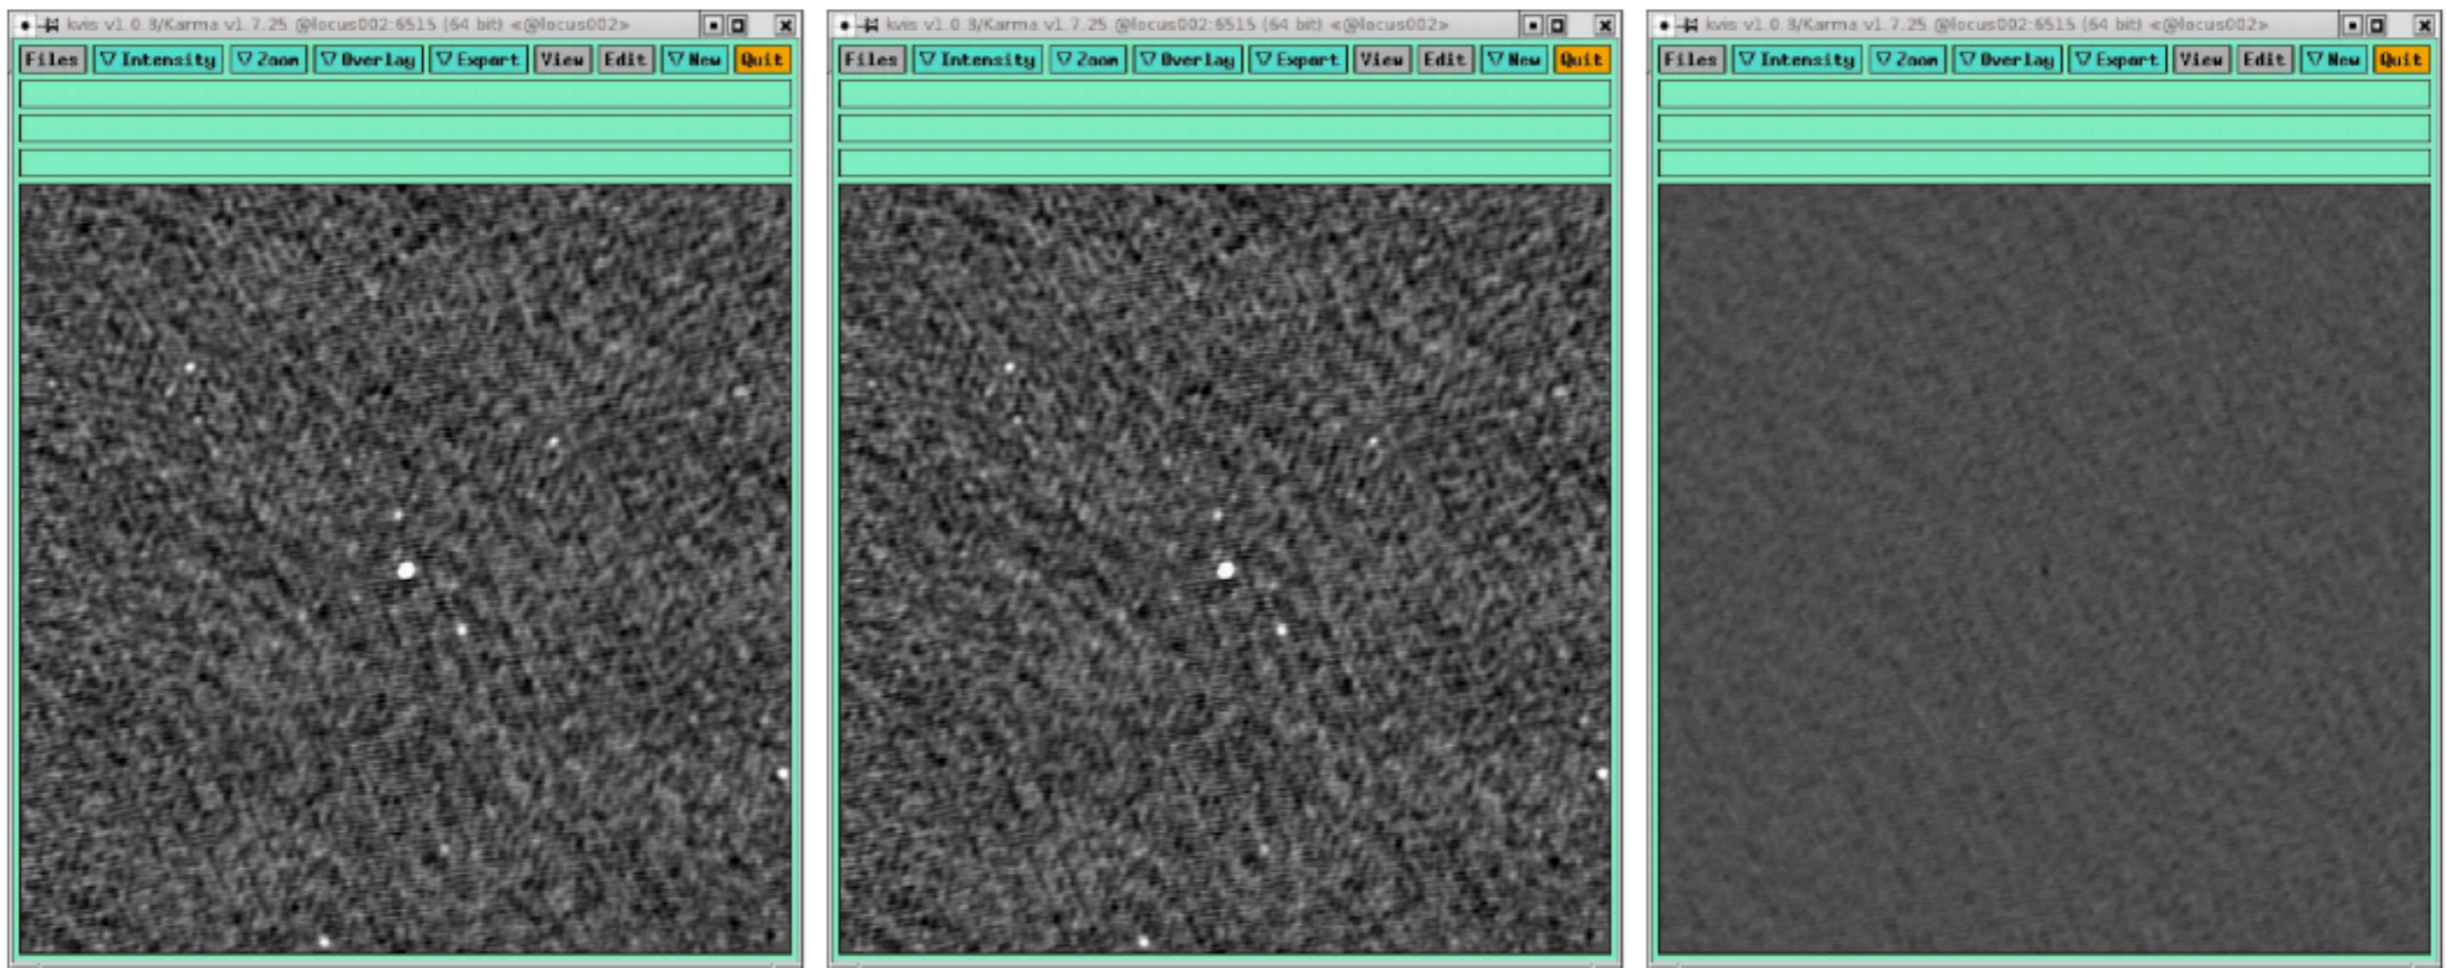 kvis v1.0.3/Karma v1.7.25 @locus002:6515 (64 bit) <@locus002>
Files Intensity Zoom Overlay Export View Edit New Quit
kvis v1.0.3/Karma v1.7.25 @locus002:6515 (64 bit) <@locus002>
Files Intensity Zoom Overlay Export View Edit New Quit
kvis v1.0.3/Karma v1.7.25 @locus002:6515 (64 bit) <@locus002>
Files Intensity Zoom Overlay Export View Edit New Quit